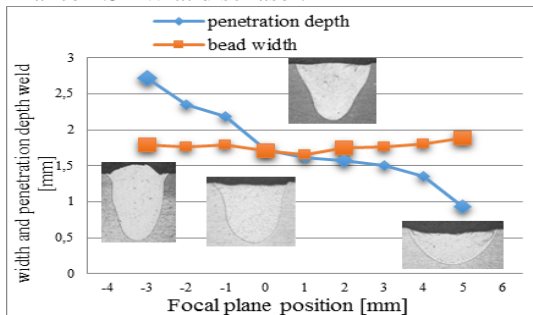 penetration depth
bead width
width and penetration depth weld
[mm]
3
2,5
2
1,5
1
0,5
0
-4 -3 -2 -1 0 1 2 3 4 5 6
Focal plane position [mm]